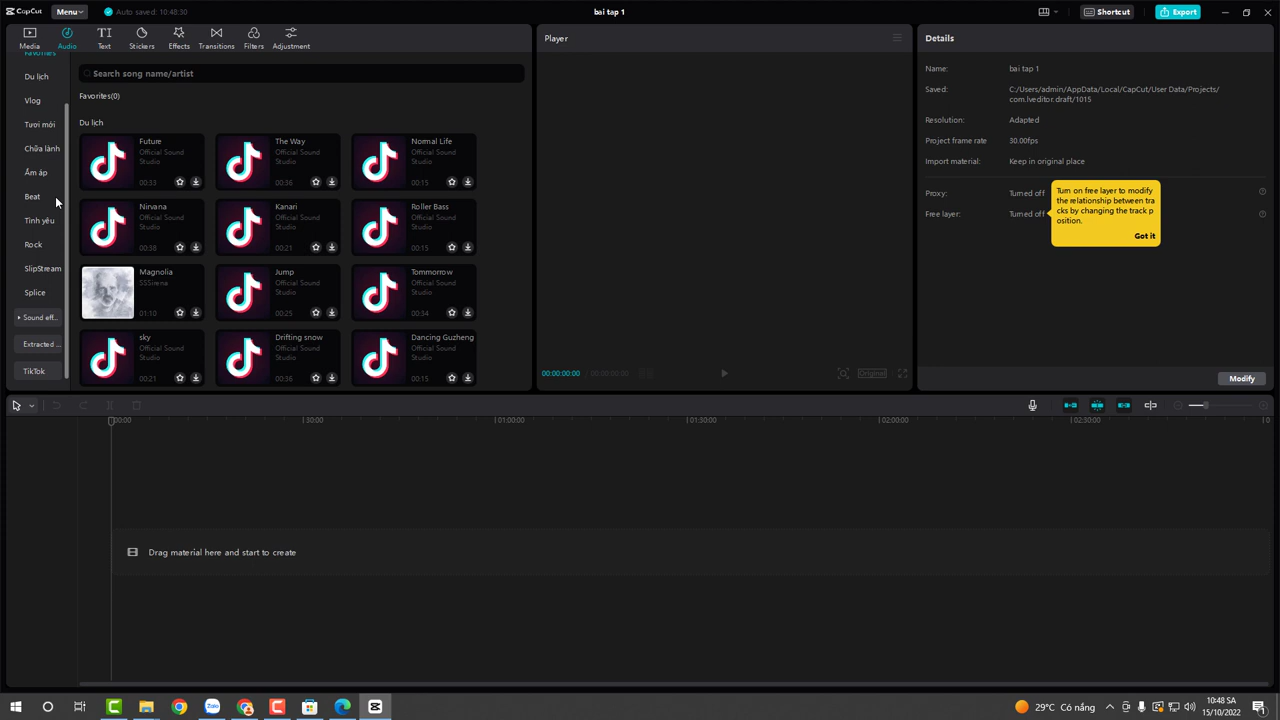 CapCut
Menu
Auto saved: 10:48:30
bai tap 1
Shortcut
Export
Media
Audio
Text
Stickers
Effects
Transitions
Filters
Adjustment
Favorites
Du lịch
Vlog
Tươi mới
Chữa lành
Ấm áp
Beat
Tình yêu
Rock
SlipStream
Splice
Sound eff...
Extracted ...
TikTok
Search song name/artist
Favorites(0)
Du lịch
Future
Official Sound
Studio
00:33
The Way
Official Sound
Studio
00:36
Normal Life
Official Sound
Studio
00:15
Nirvana
Official Sound
Studio
00:38
Kanari
Official Sound
Studio
00:21
Roller Bass
Official Sound
Studio
00:15
Magnolia
SSSirena
01:10
Jump
Official Sound
Studio
00:25
Tommorrow
Official Sound
Studio
00:34
sky
Official Sound
Studio
00:21
Drifting snow
Official Sound
Studio
00:36
Dancing Guzheng
Official Sound
Studio
00:15
Player
00:00:00:00 / 00:00:00:00
Original
Details
Name: bai tap 1
Saved: C:/Users/admin/AppData/Local/CapCut/User Data/Projects/
com.lveditor.draft/1015
Resolution: Adapted
Project frame rate 30.00fps
Import material: Keep in original place
Proxy: Turned off
Free layer: Turned off
Turn on free layer to modify
the relationship between tra
cks by changing the track p
osition.
Got it
Modify
00:00
30:00
01:00:00
01:30:00
02:00:00
02:30:00
0
Drag material here and start to create
Zalo
29°C Có nắng
10:48 SA
15/10/2022
1